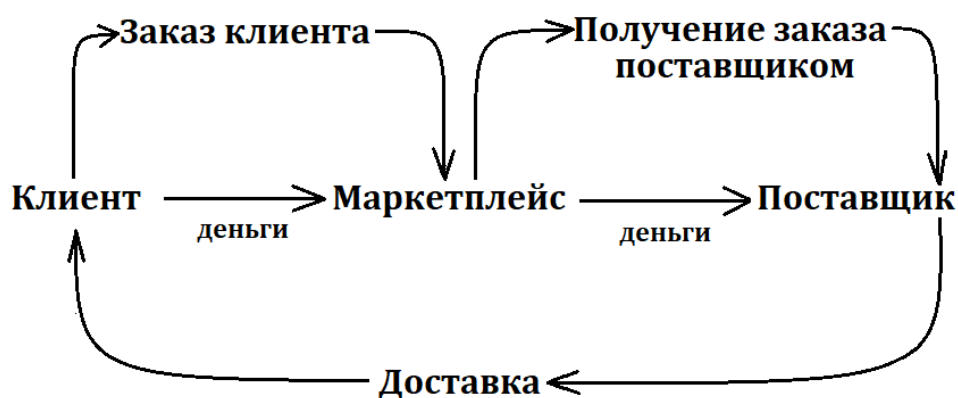 Заказ клиента
Получение заказа
поставщиком
Клиент
Маркетплейс
Поставщик
деньги
деньги
Доставка